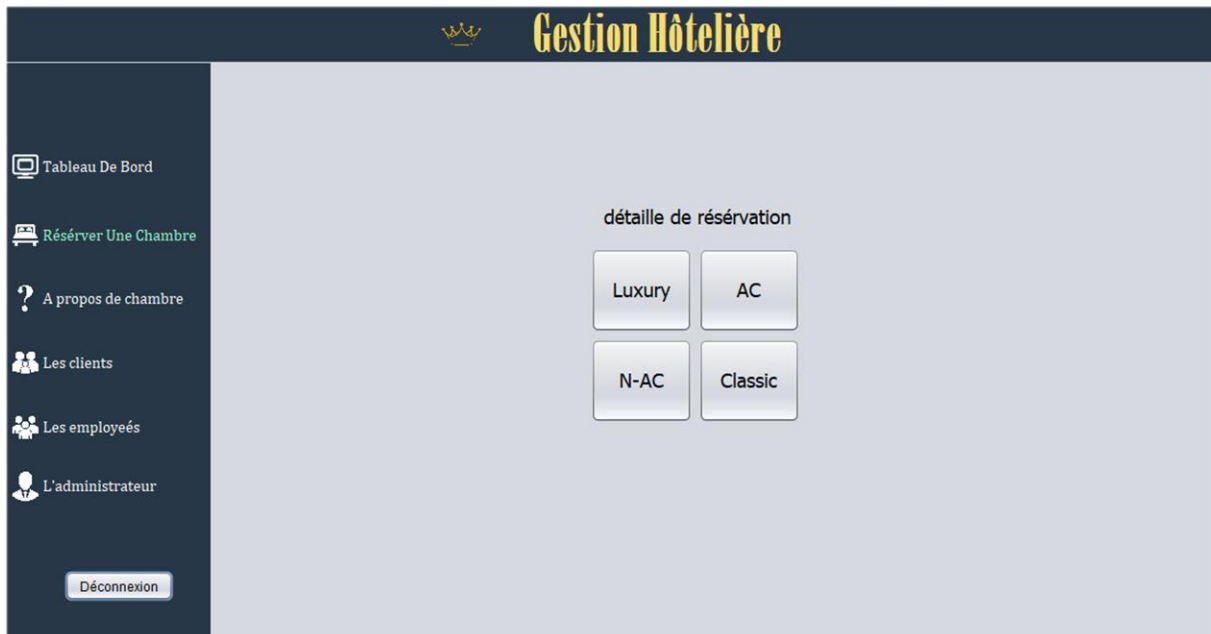 Gestion Hôtelière
Tableau De Bord
Résérver Une Chambre
A propos de chambre
Les clients
Les employeés
L'administrateur
Déconnexion
détaille de résérvation
Luxury AC
N-AC Classic